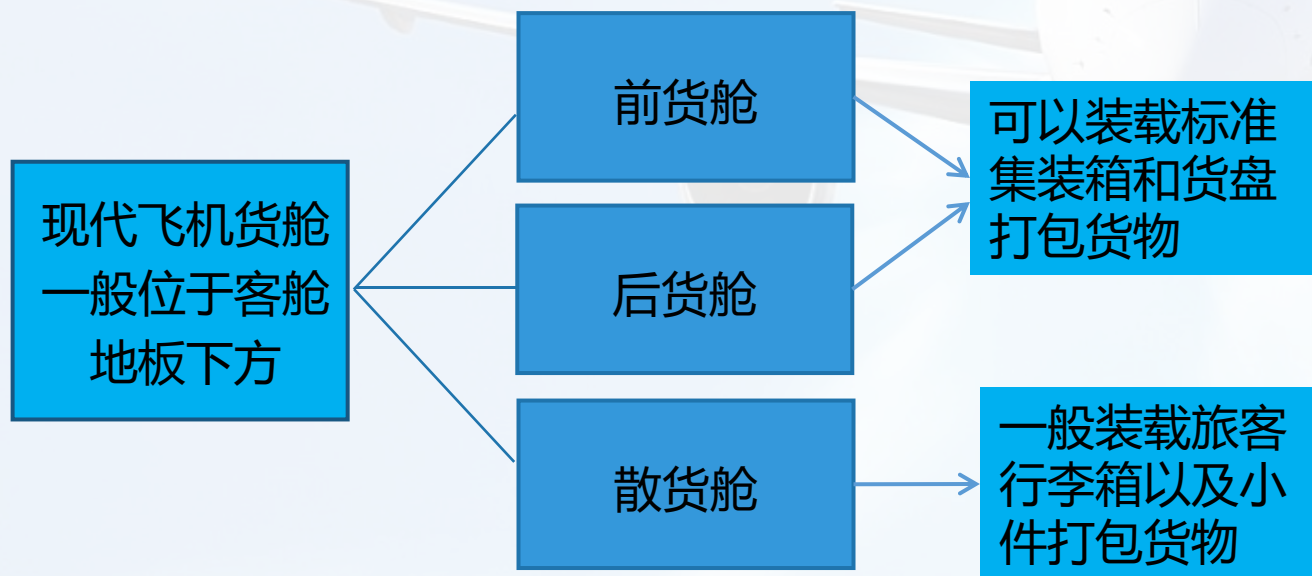 现代飞机货舱
一般位于客舱
地板下方
前货舱
后货舱
散货舱
可以装载标准
集装箱和货盘
打包货物
一般装载旅客
行李箱以及小
件打包货物